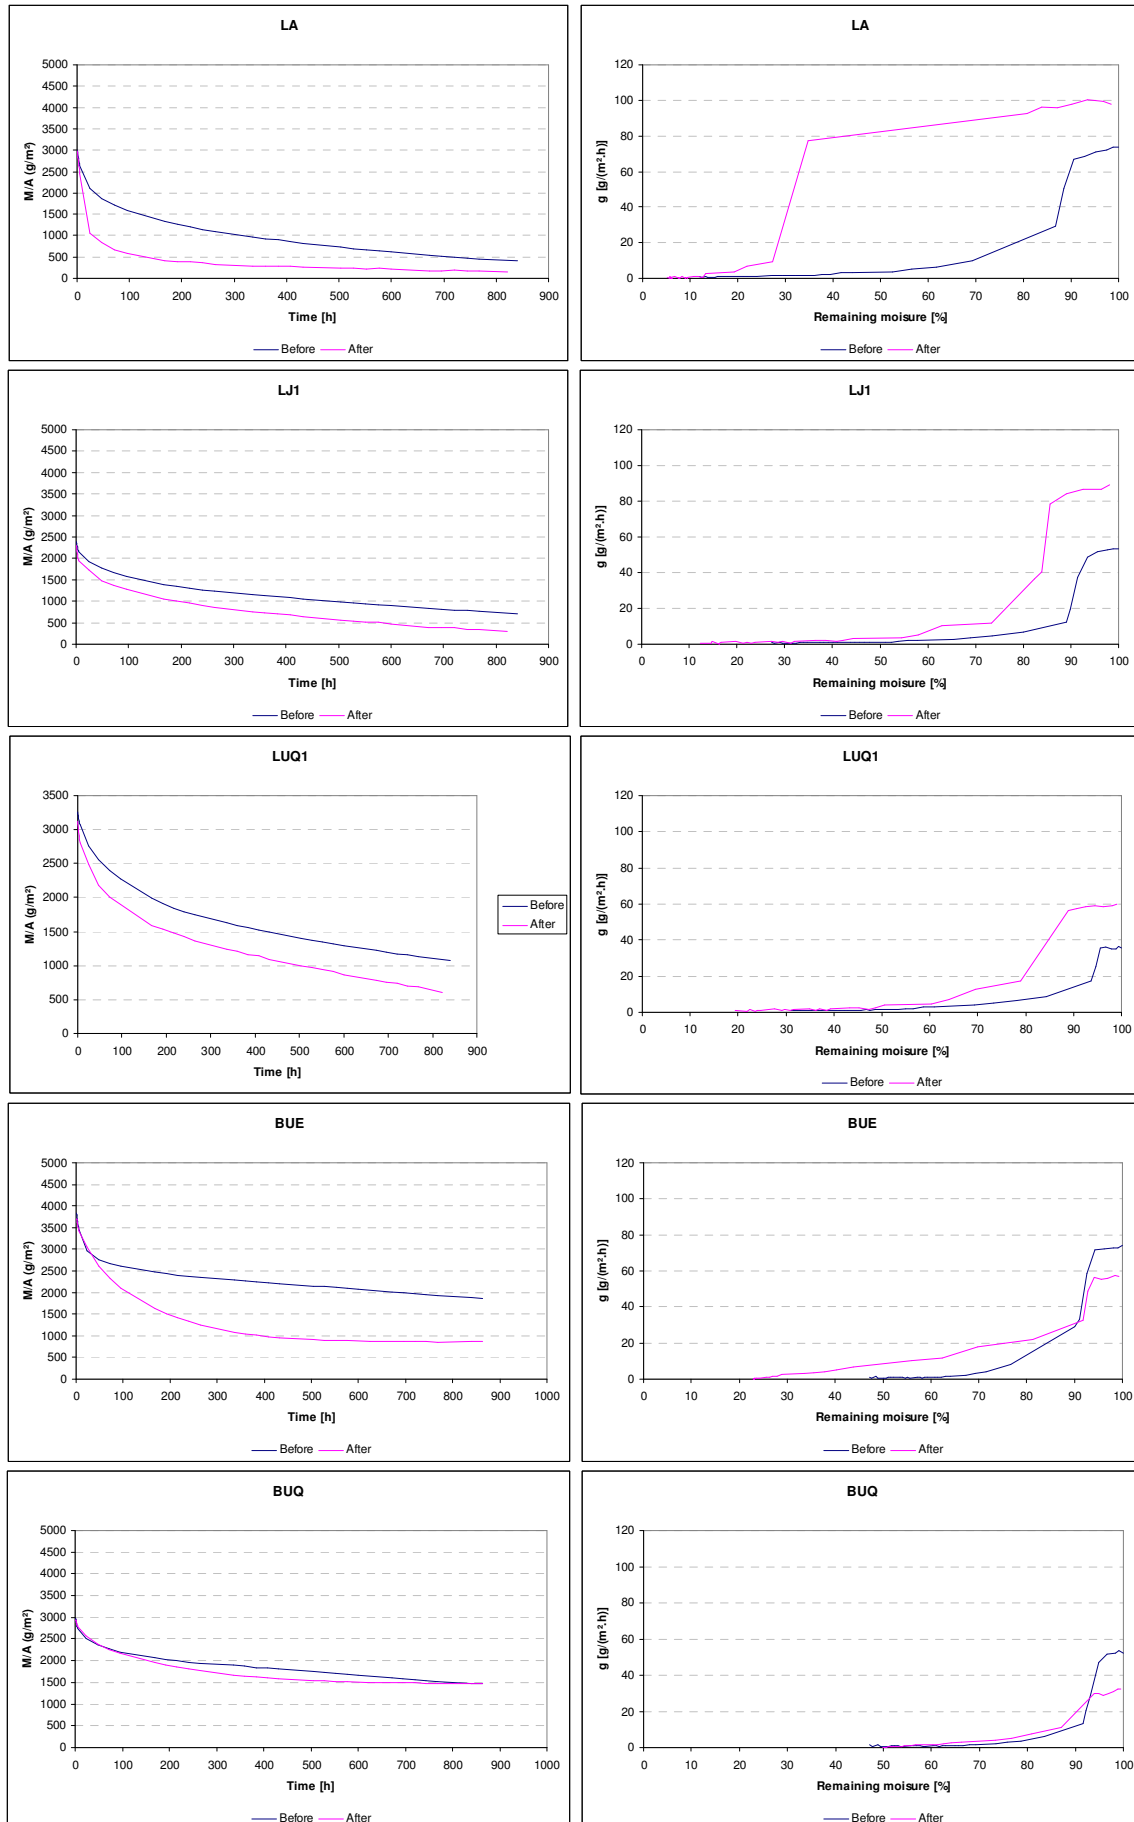 LA
5000
4500
4000
3500
3000
2500
2000
1500
1000
500
0
M/A (g/m²)
0 100 200 300 400 500 600 700 800 900
Time [h]
Before After
LA
120
100
80
60
40
20
0
g [g/(m².h)]
0 10 20 30 40 50 60 70 80 90 100
Remaining moisure [%]
Before After
LJ1
5000
4500
4000
3500
3000
2500
2000
1500
1000
500
0
M/A (g/m²)
0 100 200 300 400 500 600 700 800 900
Time [h]
Before After
LJ1
120
100
80
60
40
20
0
g [g/(m².h)]
0 10 20 30 40 50 60 70 80 90 100
Remaining moisure [%]
Before After
LUQ1
3500
3000
2500
2000
1500
1000
500
0
M/A (g/m²)
0 100 200 300 400 500 600 700 800 900
Time [h]
Before
After
LUQ1
120
100
80
60
40
20
0
g [g/(m².h)]
0 10 20 30 40 50 60 70 80 90 100
Remaining moisure [%]
Before After
BUE
5000
4500
4000
3500
3000
2500
2000
1500
1000
500
0
M/A (g/m²)
0 100 200 300 400 500 600 700 800 900 1000
Time [h]
Before After
BUE
120
100
80
60
40
20
0
g [g/(m².h)]
0 10 20 30 40 50 60 70 80 90 100
Remaining moisure [%]
Before After
BUQ
5000
4500
4000
3500
3000
2500
2000
1500
1000
500
0
M/A (g/m²)
0 100 200 300 400 500 600 700 800 900 1000
Time [h]
Before After
BUQ
120
100
80
60
40
20
0
g [g/(m².h)]
0 10 20 30 40 50 60 70 80 90 100
Remaining moisure [%]
Before After